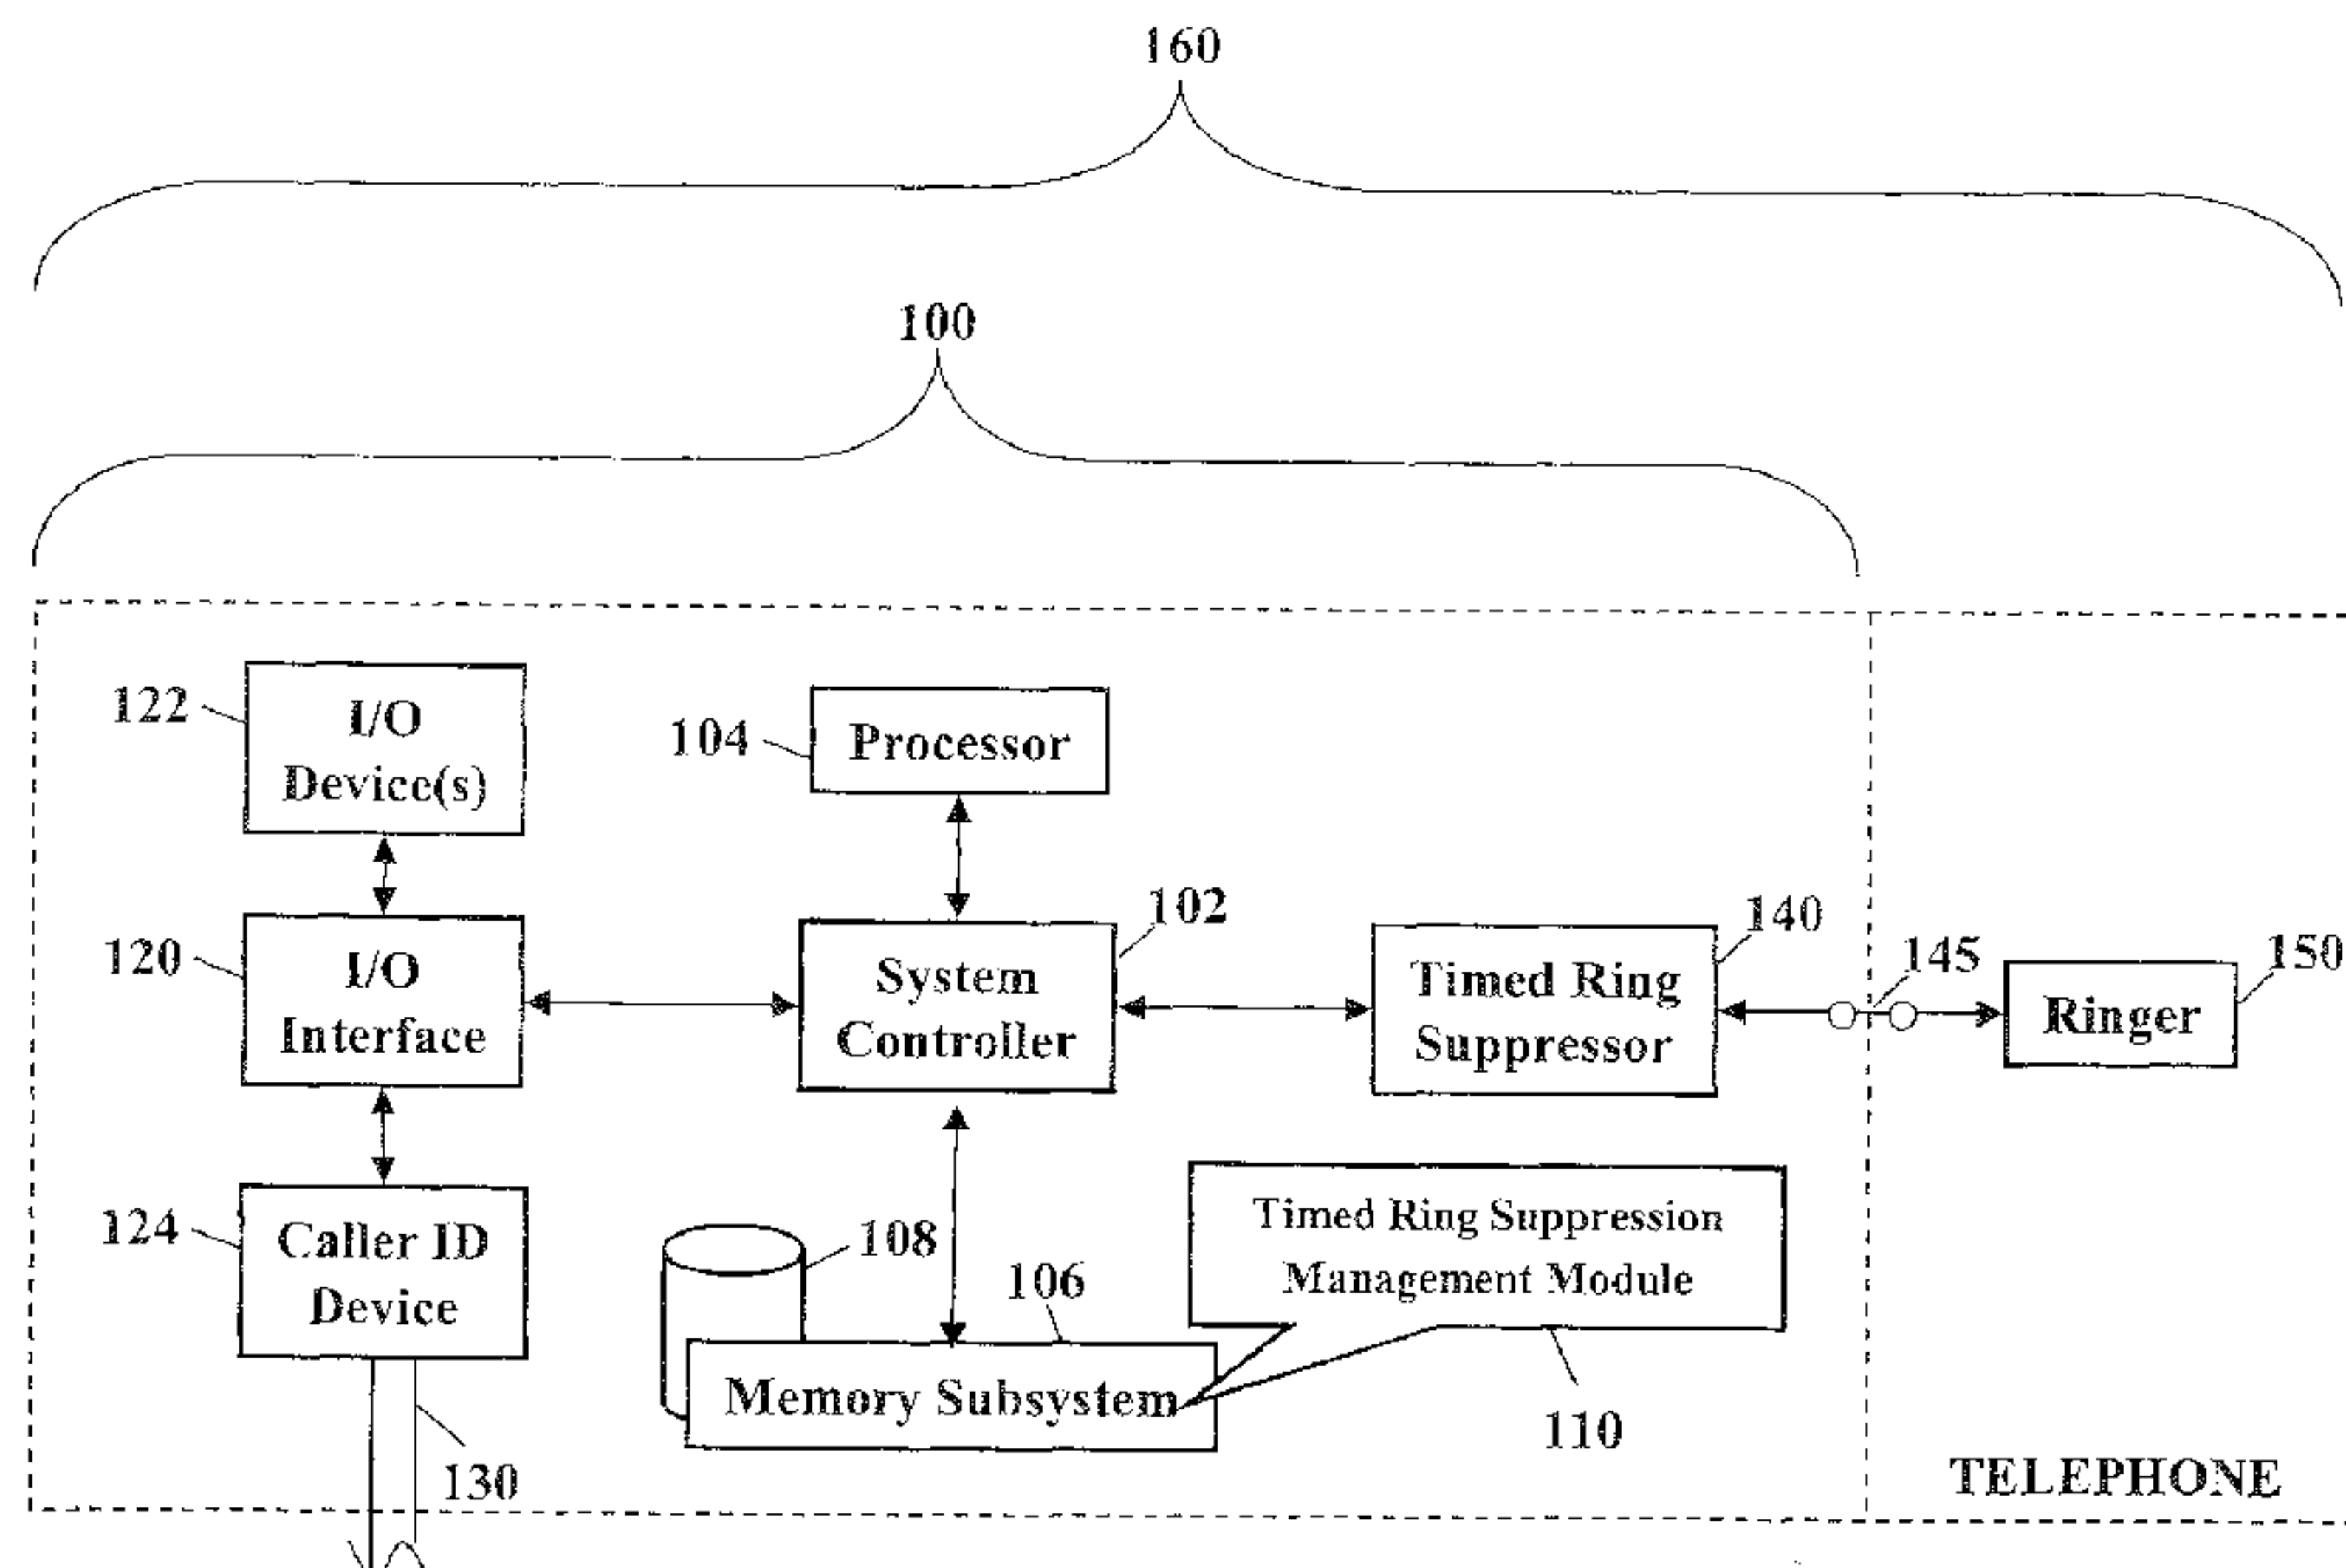 160
100
122
I/O
Device(s)
104
Processor
120
I/O
Interface
102
System
Controller
140
Timed Ring
Suppressor
145
150
Ringer
124
Caller ID
Device
108
106
Timed Ring Suppression
Management Module
Memory Subsystem
110
130
TELEPHONE